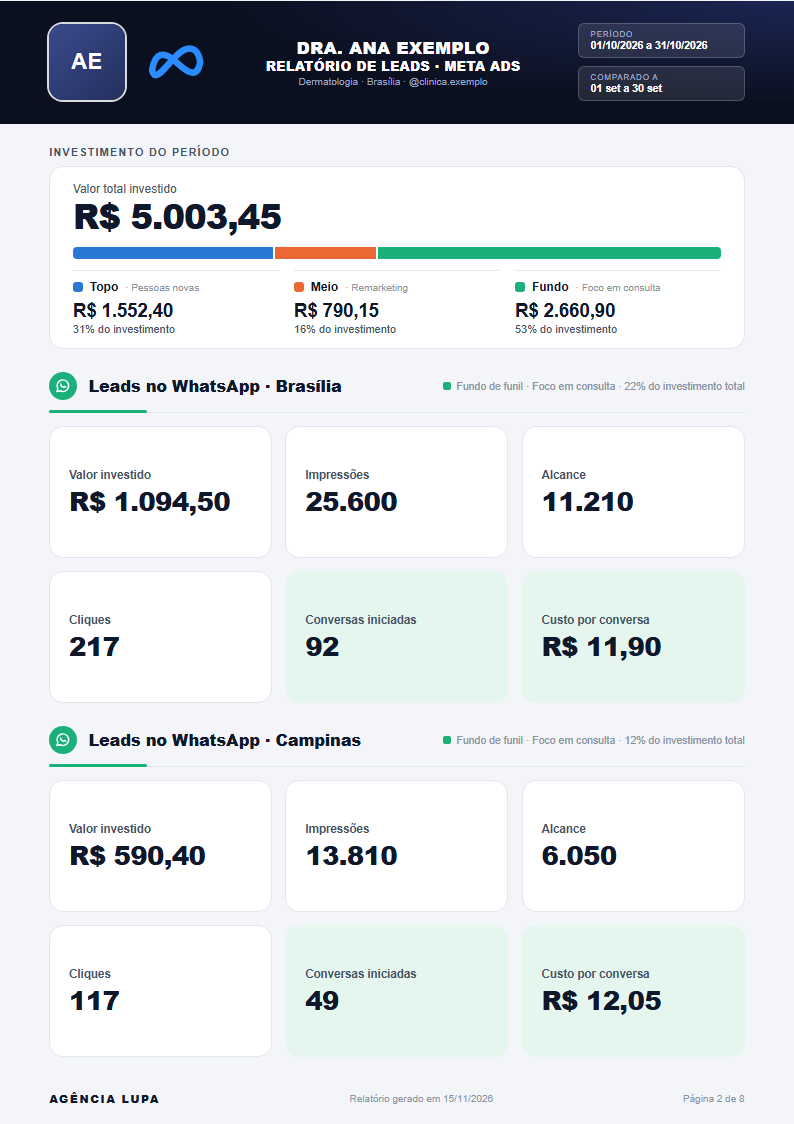 AE
DRA. ANA EXEMPLO
RELATÓRIO DE LEADS · META ADS
Dermatologia · Brasília · @clinica.exemplo
PERÍODO
01/10/2026 a 31/10/2026
COMPARADO A
01 set a 30 set
INVESTIMENTO DO PERÍODO
Valor total investido
R$ 5.003,45
Topo · Pessoas novas
R$ 1.552,40
31% do investimento
Meio · Remarketing
R$ 790,15
16% do investimento
Fundo · Foco em consulta
R$ 2.660,90
53% do investimento
Leads no WhatsApp · Brasília
Fundo de funil · Foco em consulta · 22% do investimento total
Valor investido
R$ 1.094,50
Impressões
25.600
Alcance
11.210
Cliques
217
Conversas iniciadas
92
Custo por conversa
R$ 11,90
Leads no WhatsApp · Campinas
Fundo de funil · Foco em consulta · 12% do investimento total
Valor investido
R$ 590,40
Impressões
13.810
Alcance
6.050
Cliques
117
Conversas iniciadas
49
Custo por conversa
R$ 12,05
AGÊNCIA LUPA
Relatório gerado em 15/11/2026
Página 2 de 8